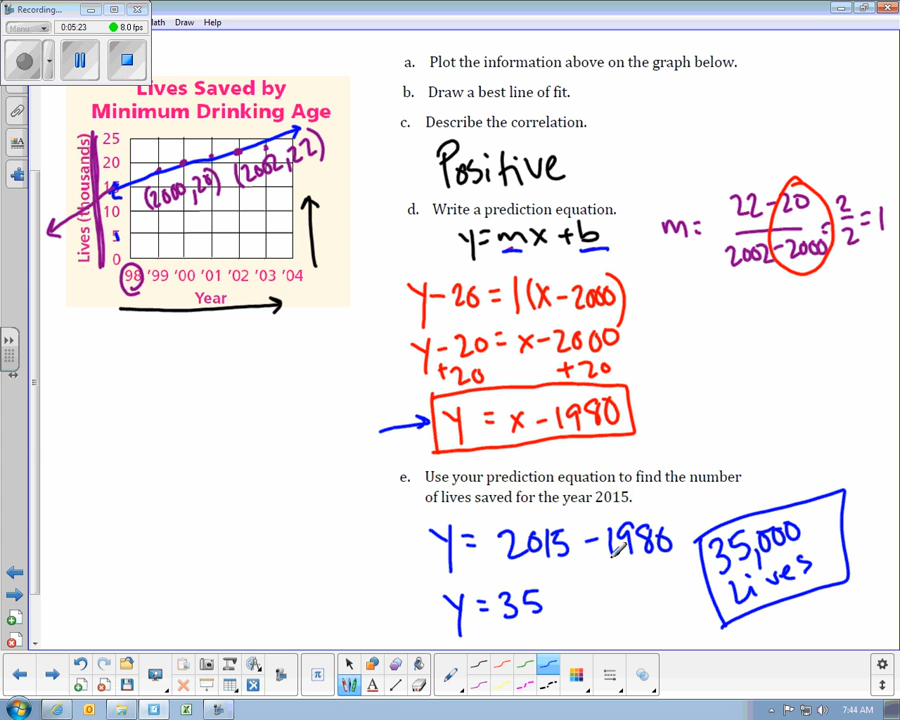 Recording...
Menu
0:05:23
8.0 fps
Math Draw Help
Lives Saved by
Minimum Drinking Age
Lives (thousands)
25
20
15
10
5
0
98 '99 '00 '01 '02 '03 '04
Year
(2000, 20) (2002, 22)
a. Plot the information above on the graph below.
b. Draw a best line of fit.
c. Describe the correlation.
Positive
d. Write a prediction equation.
y = mx + b
m = 22 - 20
2002 - 2000
= 2
2
= 1
y - 20 = 1(x - 2000)
y - 20 = x - 2000
+20 +20
y = x - 1980
e. Use your prediction equation to find the number
of lives saved for the year 2015.
y = 2015 - 1980
y = 35
35,000
Lives
7:44 AM